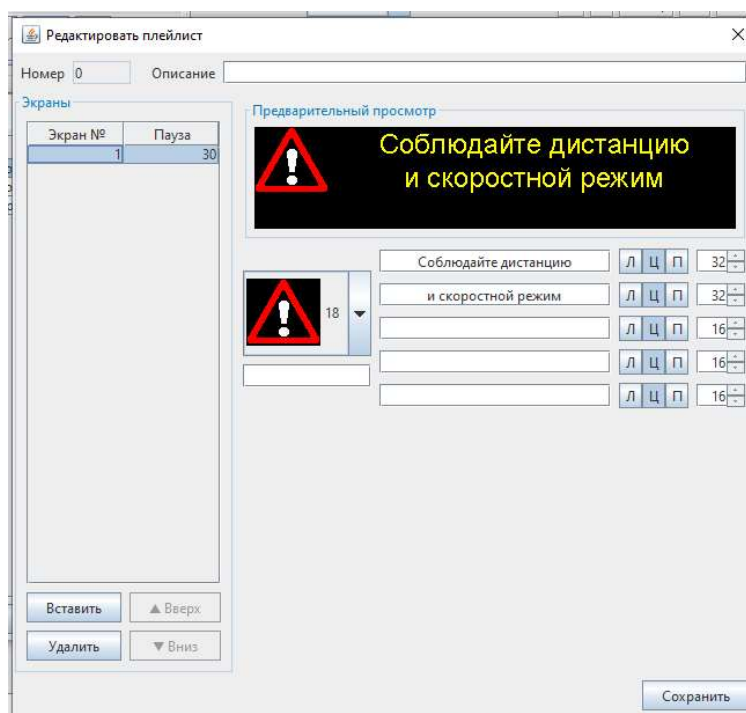 Редактировать плейлист
Номер 0 Описание
Экраны
Экран № Пауза
1 30
Вставить ▲ Вверх
Удалить ▼ Вниз
Предварительный просмотр
Соблюдайте дистанцию
и скоростной режим
18
Соблюдайте дистанцию Л Ц П 32
и скоростной режим Л Ц П 32
Л Ц П 16
Л Ц П 16
Л Ц П 16
Сохранить